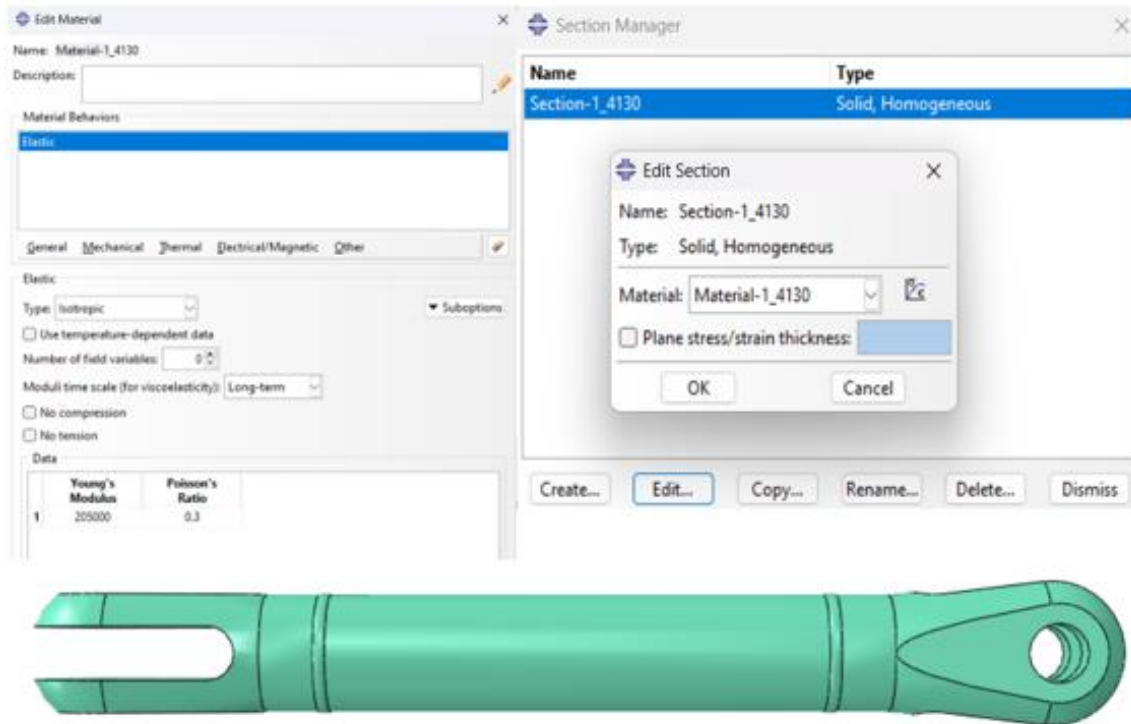 Edit Material
Name: Material-1_4130
Description:
Material Behaviors
Elastic
General Mechanical Thermal Electrical/Magnetic Other
Elastic
Type: Isotropic
Suboptions
Use temperature-dependent data
Number of field variables: 0
Moduli time scale (for viscoelasticity): Long-term
No compression
No tension
Data
Young's Modulus Poisson's Ratio
1 205000 0.3
Section Manager
Name Type
Section-1_4130 Solid, Homogeneous
Edit Section
Name: Section-1_4130
Type: Solid, Homogeneous
Material: Material-1_4130
Plane stress/strain thickness:
OK Cancel
Create... Edit... Copy... Rename... Delete... Dismiss